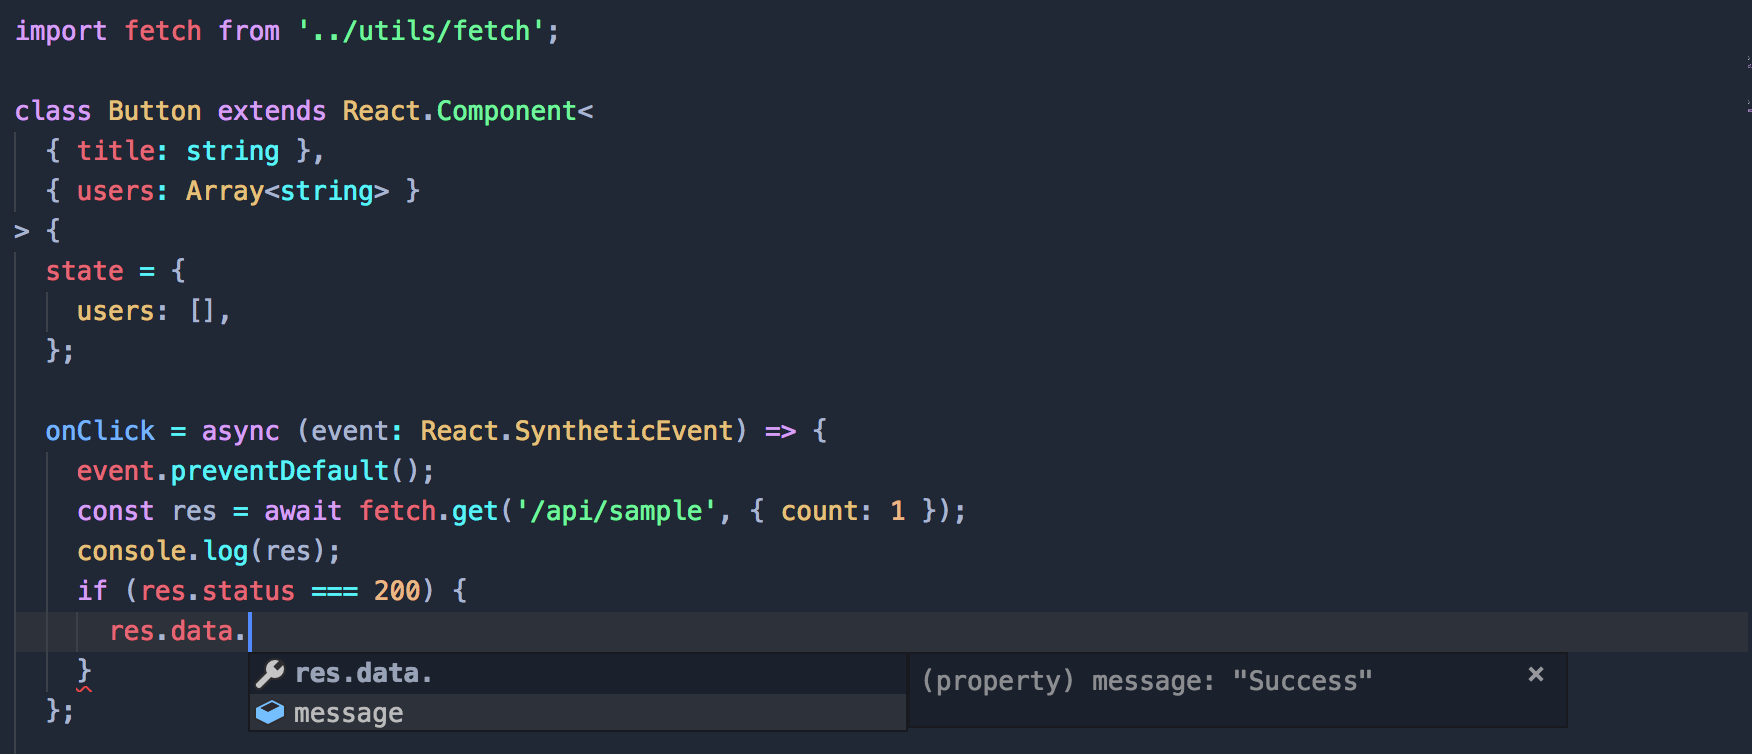 import fetch from '../utils/fetch';
class Button extends React.Component<
{ title: string },
{ users: Array<string> }
> {
state = {
users: [],
};
onClick = async (event: React.SyntheticEvent) => {
event.preventDefault();
const res = await fetch.get('/api/sample', { count: 1 });
console.log(res);
if (res.status === 200) {
res.data.
}
res.data.
(property) message: "Success" ×
message
};